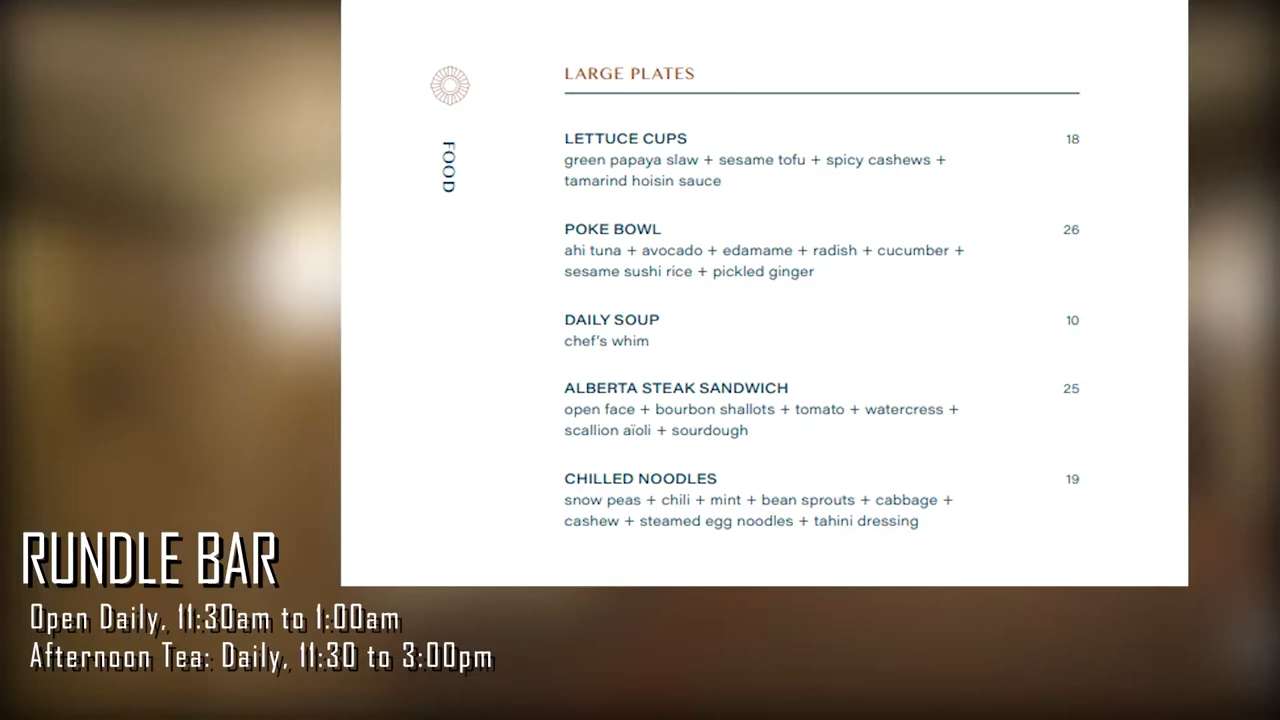 LARGE PLATES
FOOD
LETTUCE CUPS 18
green papaya slaw + sesame tofu + spicy cashews +
tamarind hoisin sauce
POKE BOWL 26
ahi tuna + avocado + edamame + radish + cucumber +
sesame sushi rice + pickled ginger
DAILY SOUP 10
chef's whim
ALBERTA STEAK SANDWICH 25
open face + bourbon shallots + tomato + watercress +
scallion aïoli + sourdough
CHILLED NOODLES 19
snow peas + chili + mint + bean sprouts + cabbage +
cashew + steamed egg noodles + tahini dressing
RUNDLE BAR
Open Daily, 11:30am to 1:00am
Afternoon Tea: Daily, 11:30 to 3:00pm